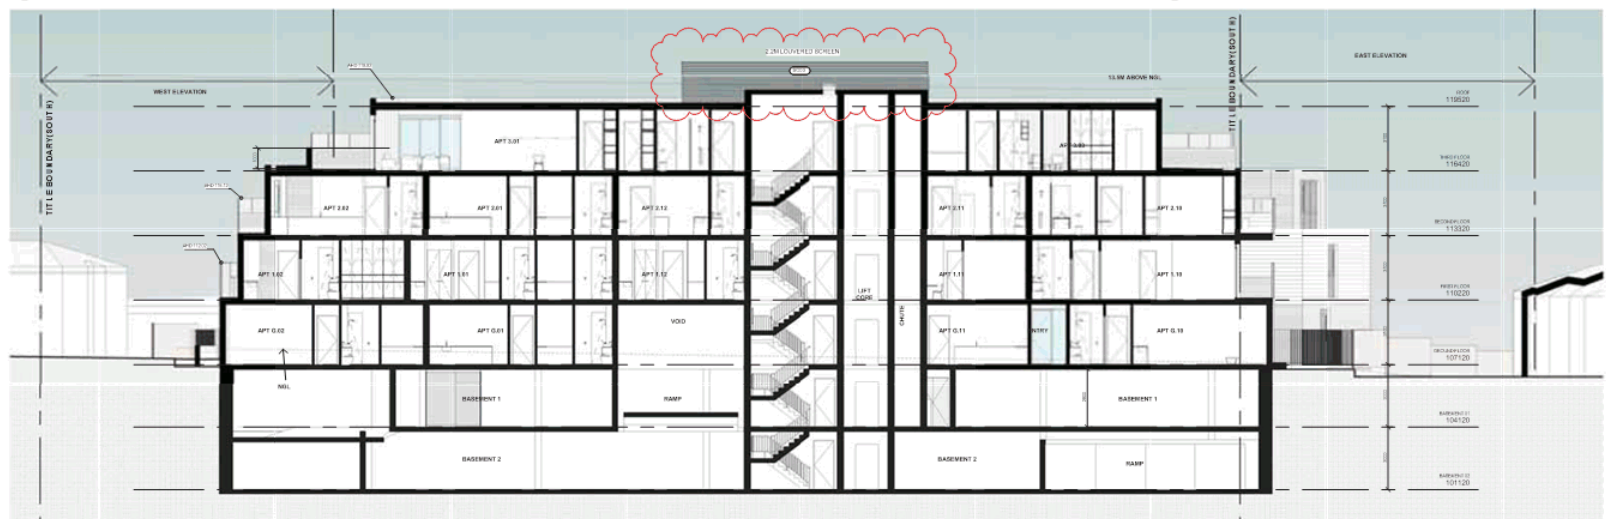 2.2M LOUVERED SCREEN
WEST ELEVATION
13.5M ABOVE NGL
EAST ELEVATION
TITLE BOUNDARY(SOUTH)
TITLE BOUNDARY(SOUTH)
ROOF
119520
APT 3.01
THIRD FLOOR
116420
APT 2.02
APT 2.01
APT 2.12
APT 2.11
APT 2.10
SECOND FLOOR
113320
APT 1.02
APT 1.01
APT 1.12
APT 1.11
APT 1.10
LIFT
CORE
CHUTE
FIRST FLOOR
110220
APT G.02
APT G.01
VOID
APT G.11
NTRY
APT G.10
GROUND FLOOR
107120
NGL
BASEMENT 1
RAMP
BASEMENT 1
BASEMENT 01
104120
BASEMENT 2
BASEMENT 2
RAMP
BASEMENT 02
101120